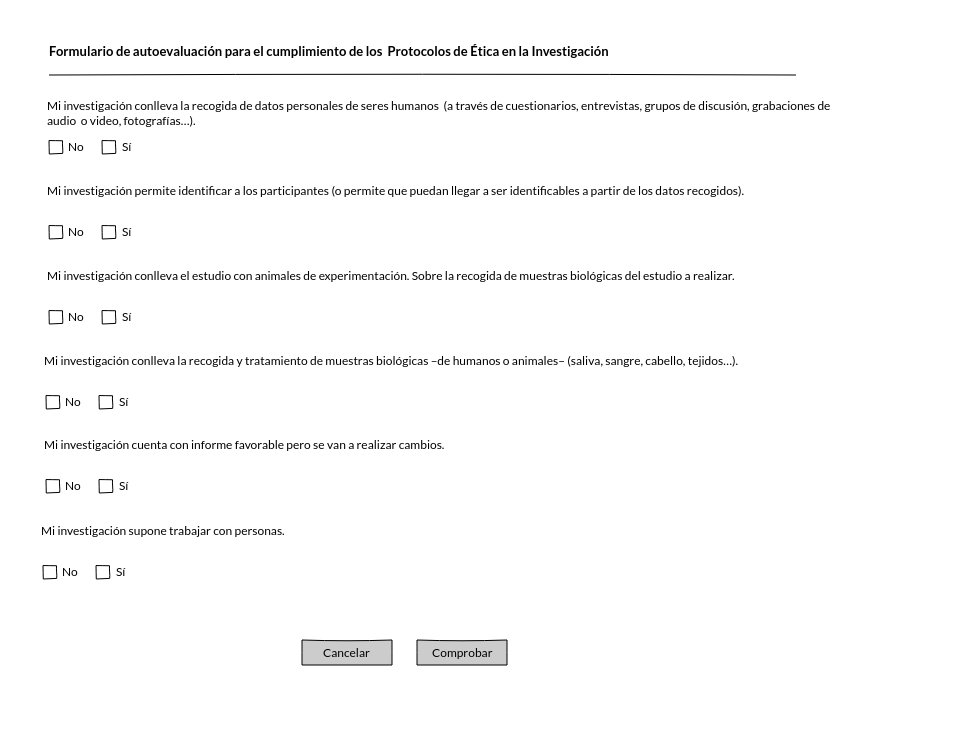 Formulario de autoevaluación para el cumplimiento de los Protocolos de Ética en la Investigación
Mi investigación conlleva la recogida de datos personales de seres humanos (a través de cuestionarios, entrevistas, grupos de discusión, grabaciones de
audio o video, fotografías...).
No Sí
Mi investigación permite identificar a los participantes (o permite que puedan llegar a ser identificables a partir de los datos recogidos).
No Sí
Mi investigación conlleva el estudio con animales de experimentación. Sobre la recogida de muestras biológicas del estudio a realizar.
No Sí
Mi investigación conlleva la recogida y tratamiento de muestras biológicas –de humanos o animales– (saliva, sangre, cabello, tejidos...).
No Sí
Mi investigación cuenta con informe favorable pero se van a realizar cambios.
No Sí
Mi investigación supone trabajar con personas.
No Sí
Cancelar Comprobar